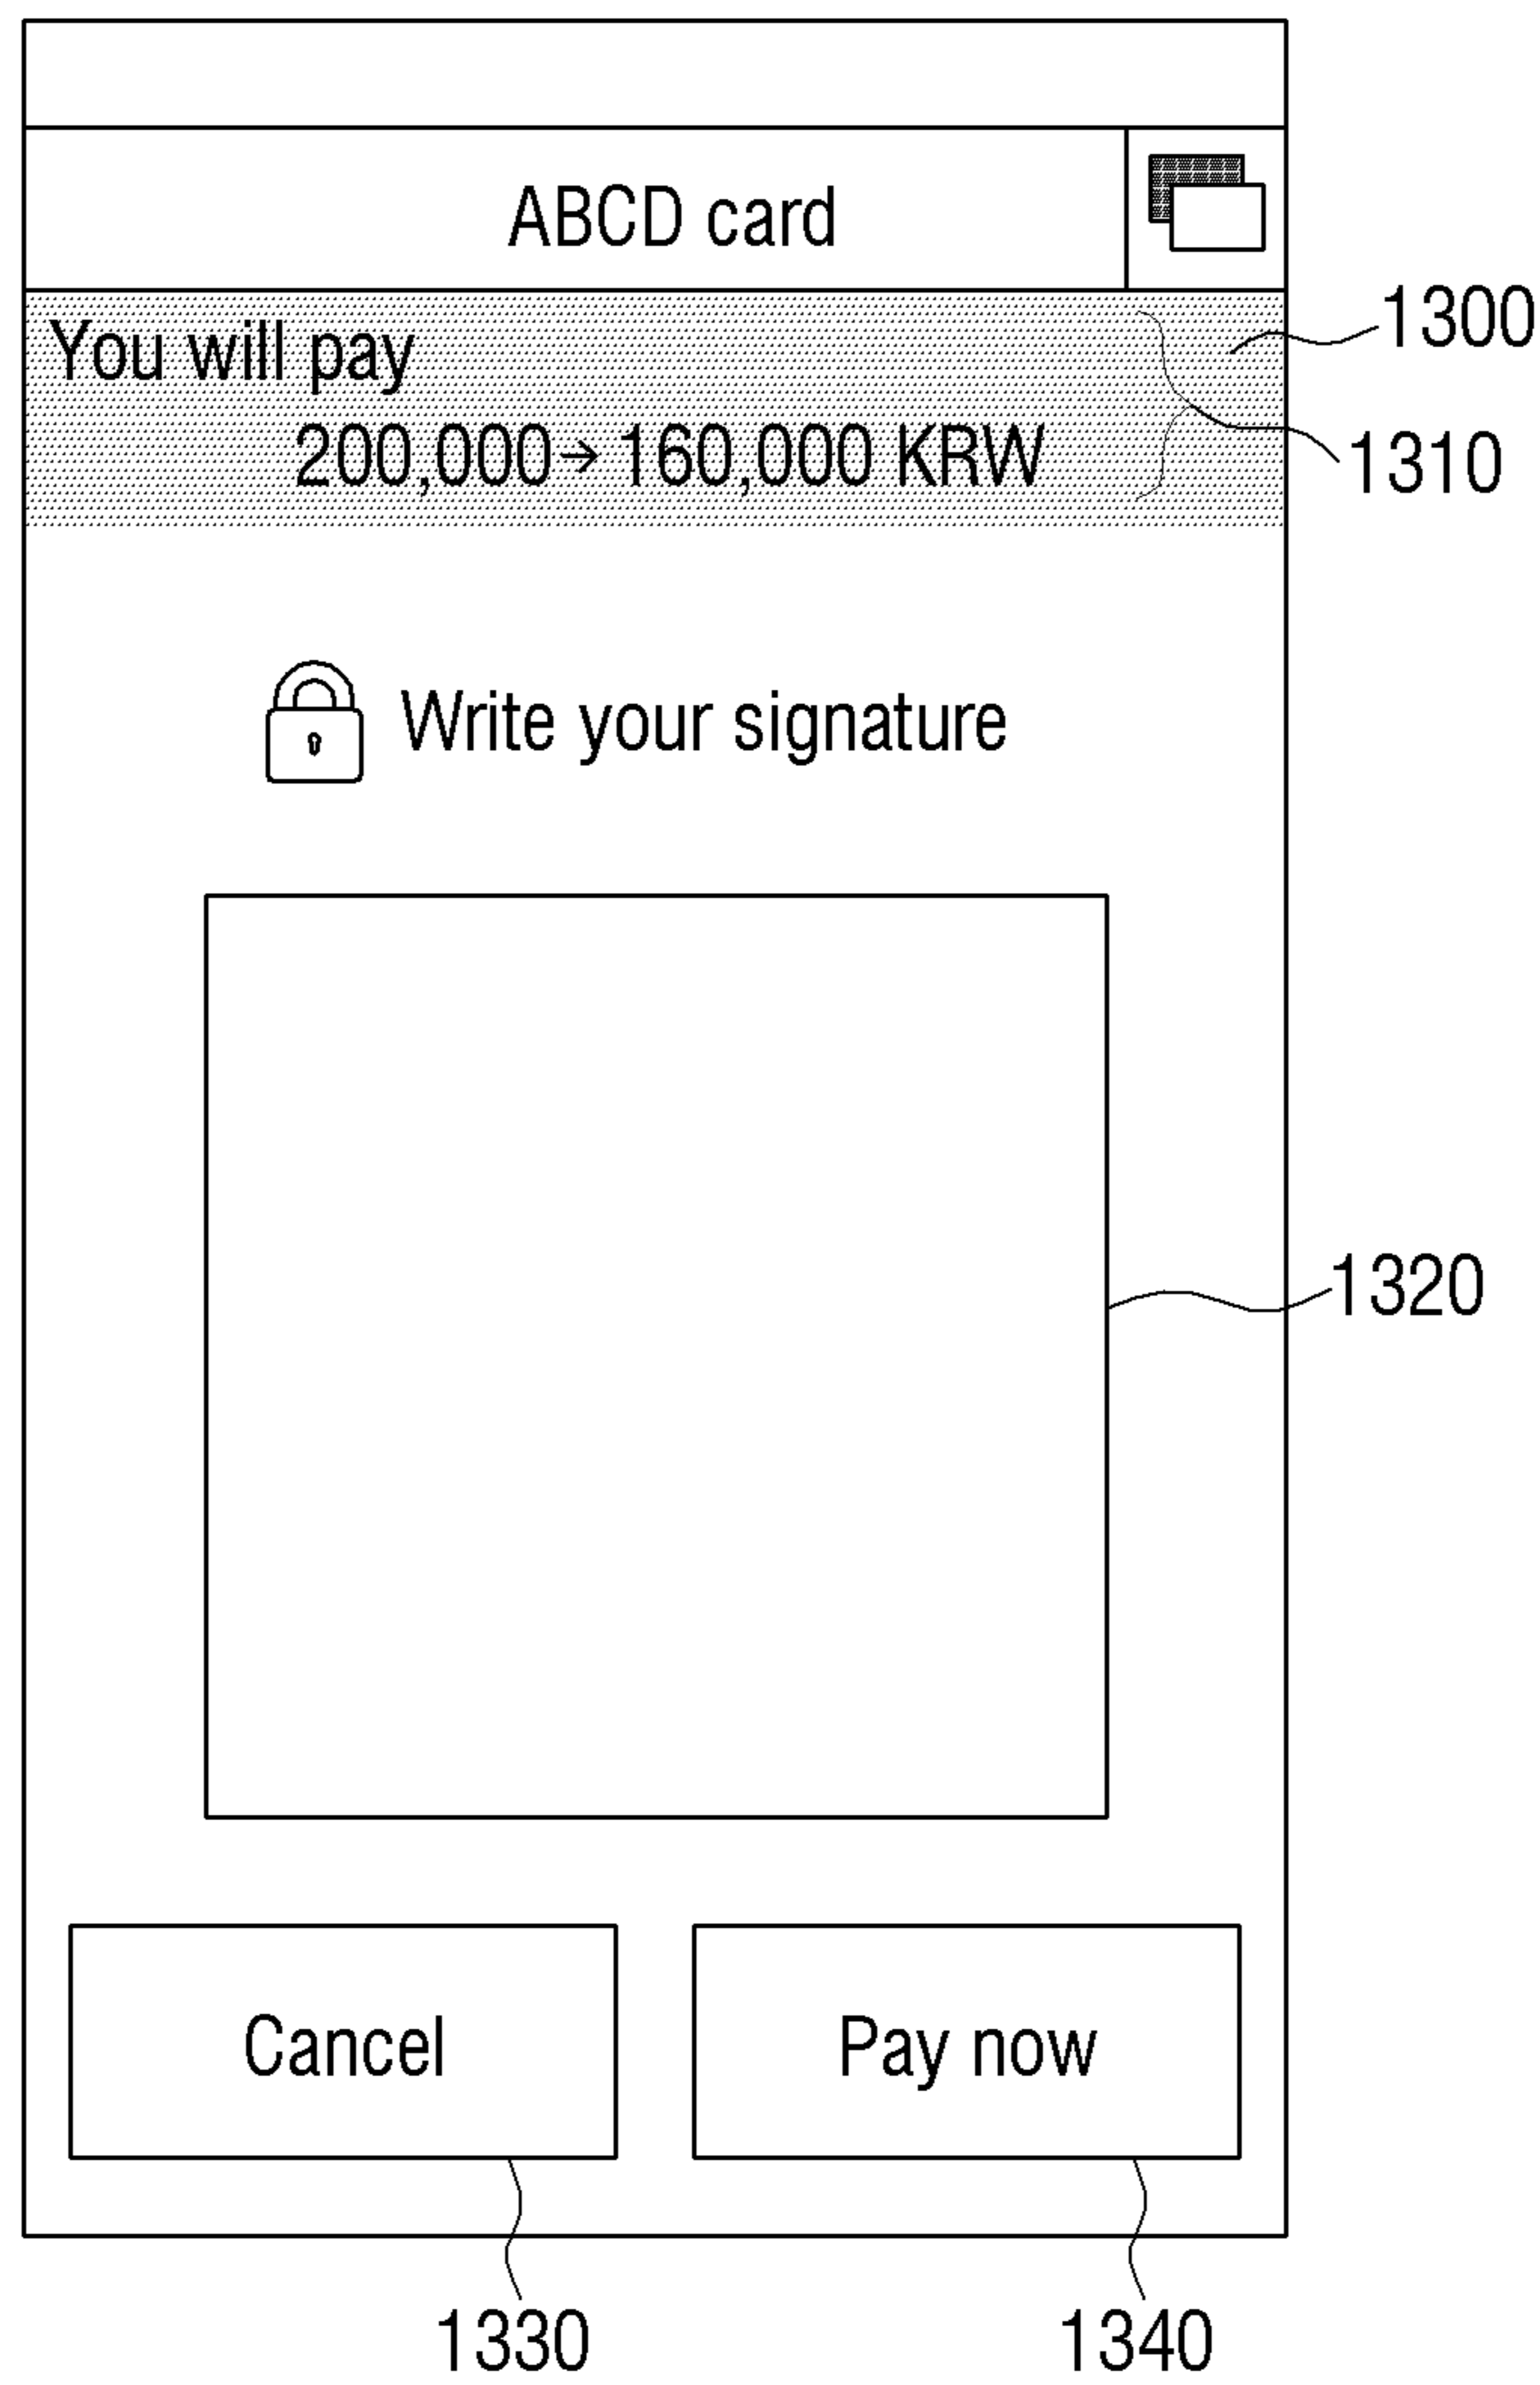 ABCD card
You will pay
200,000→160,000 KRW
1300
1310
Write your signature
1320
Cancel
Pay now
1330
1340